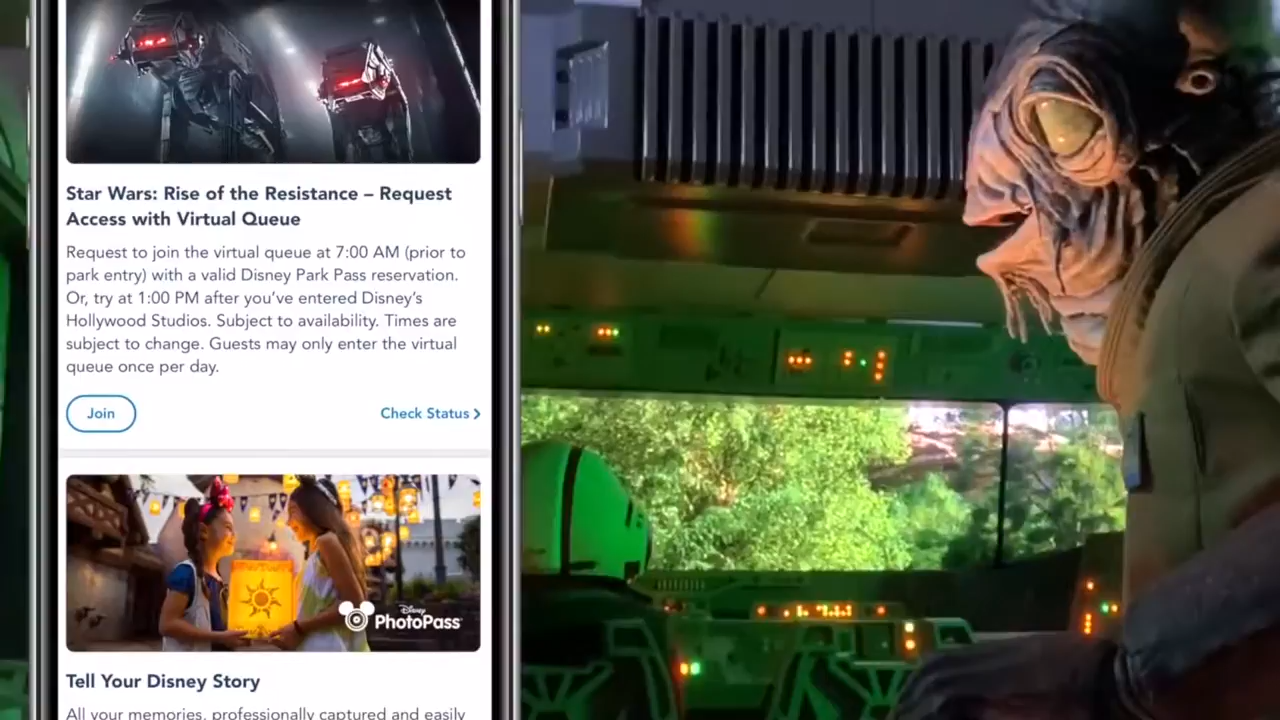 Star Wars: Rise of the Resistance – Request
Access with Virtual Queue
Request to join the virtual queue at 7:00 AM (prior to
park entry) with a valid Disney Park Pass reservation.
Or, try at 1:00 PM after you’ve entered Disney’s
Hollywood Studios. Subject to availability. Times are
subject to change. Guests may only enter the virtual
queue once per day.
Join
Check Status
Disney
PhotoPass
Tell Your Disney Story
All your memories, professionally captured and easily